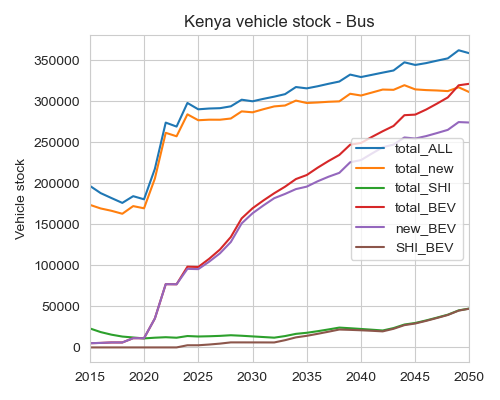 Kenya vehicle stock - Bus
350000
300000
250000
200000
150000
100000
50000
0
Vehicle stock
total_ALL
total_new
total_SHI
total_BEV
new_BEV
SHI_BEV
2015 2020 2025 2030 2035 2040 2045 2050